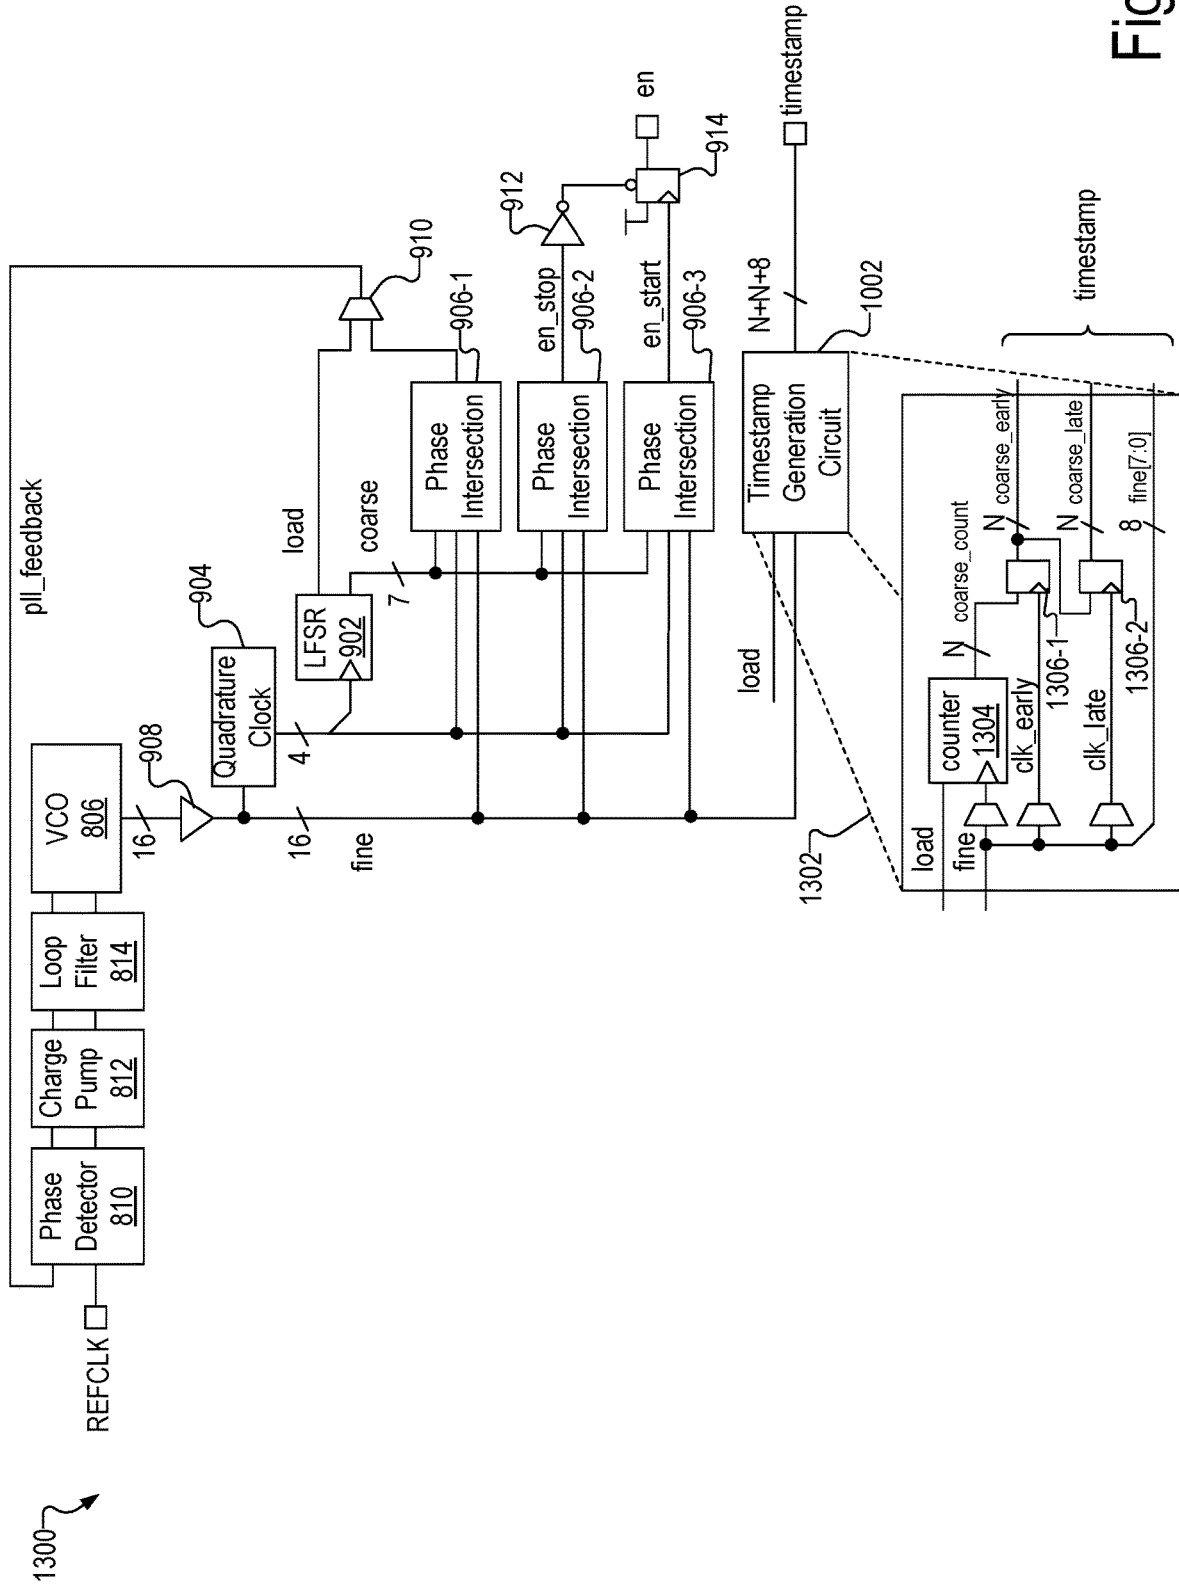 1300
REFCLK
Phase
Detector
810
Charge
Pump
812
Loop
Filter
814
VCO
806
pll_feedback
16
908
16
fine
Quadrature
Clock
904
4
LFSR
902
load
coarse
7
910
Phase
Intersection
906-1
Phase
Intersection
906-2
Phase
Intersection
906-3
en_stop
en_start
912
914
en
load
Timestamp
Generation
Circuit
1002
N+N+8
timestamp
1302
load
fine
counter
1304
clk_early
clk_late
N
coarse_count
1306-1
1306-2
N
coarse_early
N
coarse_late
8
fine[7:0]
timestamp